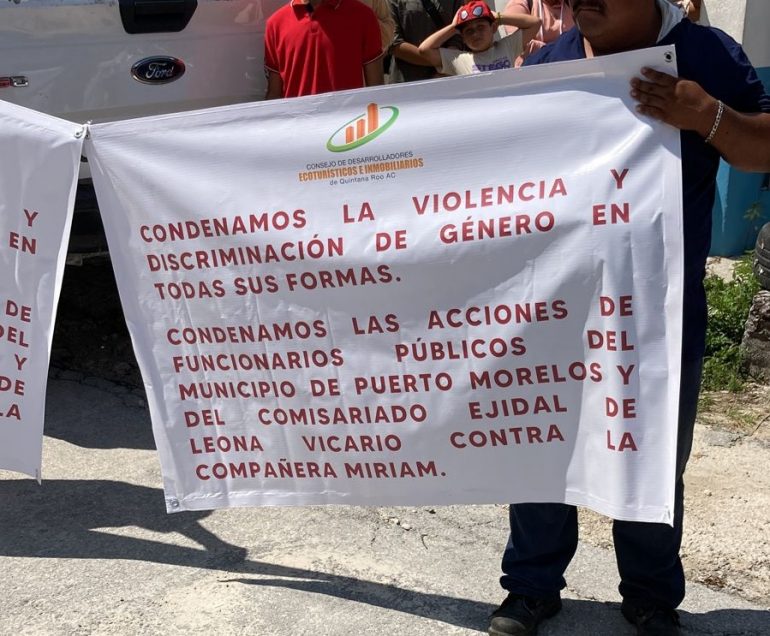 Ford
CONSEJO DE DESARROLLADORES
ECOTURÍSTICOS E INMOBILIARIOS
de Quintana Roo AC
CONDENAMOS LA VIOLENCIA Y
DISCRIMINACIÓN DE GÉNERO EN
TODAS SUS FORMAS.
CONDENAMOS LAS ACCIONES DE
FUNCIONARIOS PÚBLICOS DEL
MUNICIPIO DE PUERTO MORELOS Y
DEL COMISARIADO EJIDAL DE
LEONA VICARIO CONTRA LA
COMPAÑERA MIRIAM.
Y
EN
DE
DEL
Y
DE
LA